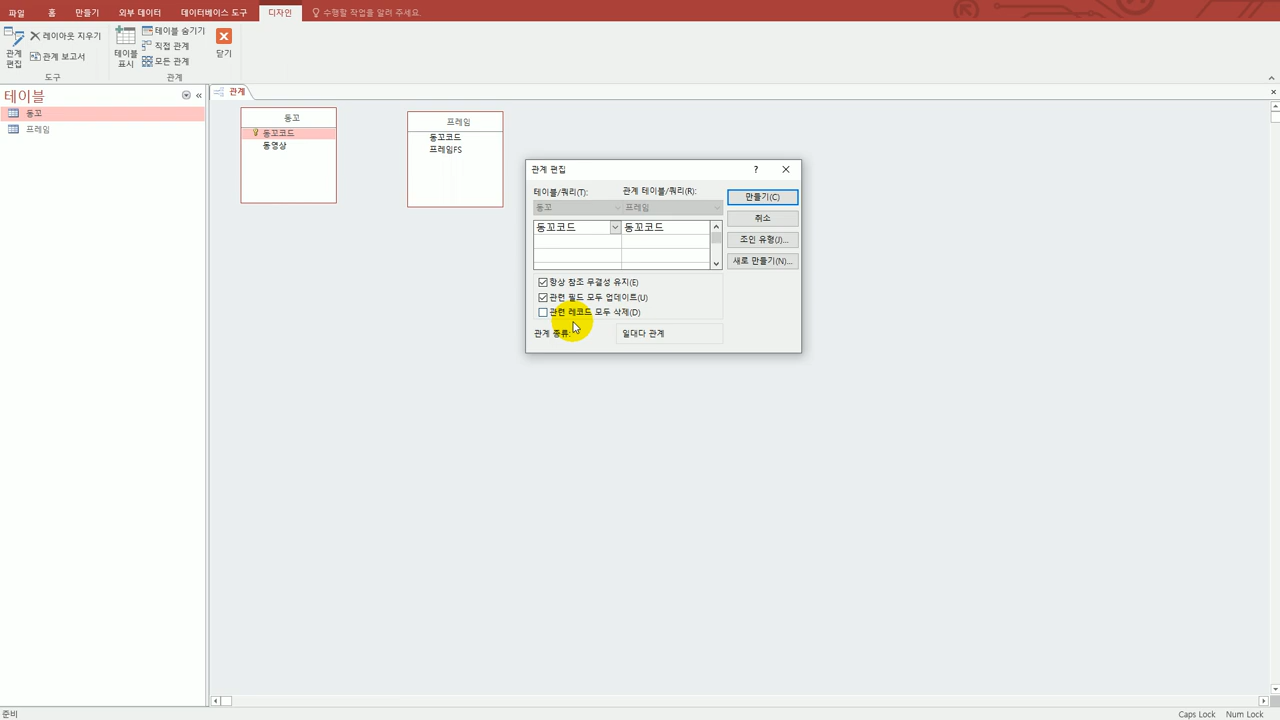 파일 홈 만들기 외부 데이터 데이터베이스 도구 디자인 수행할 작업을 알려 주세요.
관계 편집
레이아웃 지우기
관계 보고서
도구
테이블 표시
테이블 숨기기
직접 관계
모든 관계
관계
닫기
테이블
동꼬
프레임
관계
동꼬
동꼬코드
동영상
프레임
동꼬코드
프레임FS
관계 편집 ?
테이블/쿼리(T): 관계 테이블/쿼리(R):
동꼬 프레임
동꼬코드 동꼬코드
항상 참조 무결성 유지(E)
관련 필드 모두 업데이트(U)
관련 레코드 모두 삭제(D)
관계 종류: 일대다 관계
만들기(C)
취소
조인 유형(J)...
새로 만들기(N)...
준비 Caps Lock Num Lock